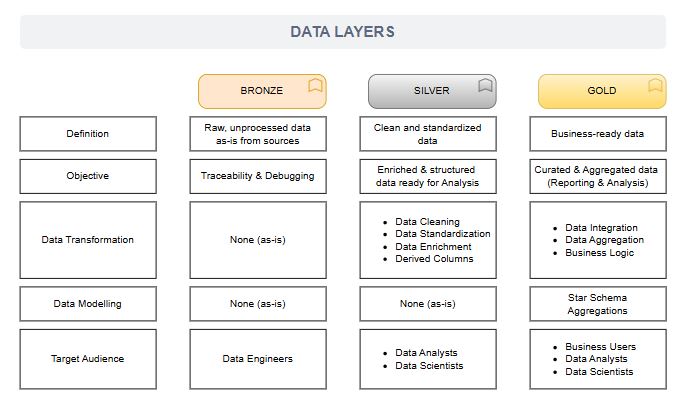 DATA LAYERS
BRONZE
SILVER
GOLD
Definition
Raw, unprocessed data
as-is from sources
Clean and standardized
data
Business-ready data
Objective
Traceability & Debugging
Enriched & structured
data ready for Analysis
Curated & Aggregated data
(Reporting & Analysis)
Data Transformation
None (as-is)
• Data Cleaning
• Data Standardization
• Data Enrichment
• Derived Columns
• Data Integration
• Data Aggregation
• Business Logic
Data Modelling
None (as-is)
None (as-is)
Star Schema
Aggregations
Target Audience
Data Engineers
• Data Analysts
• Data Scientists
• Business Users
• Data Analysts
• Data Scientists